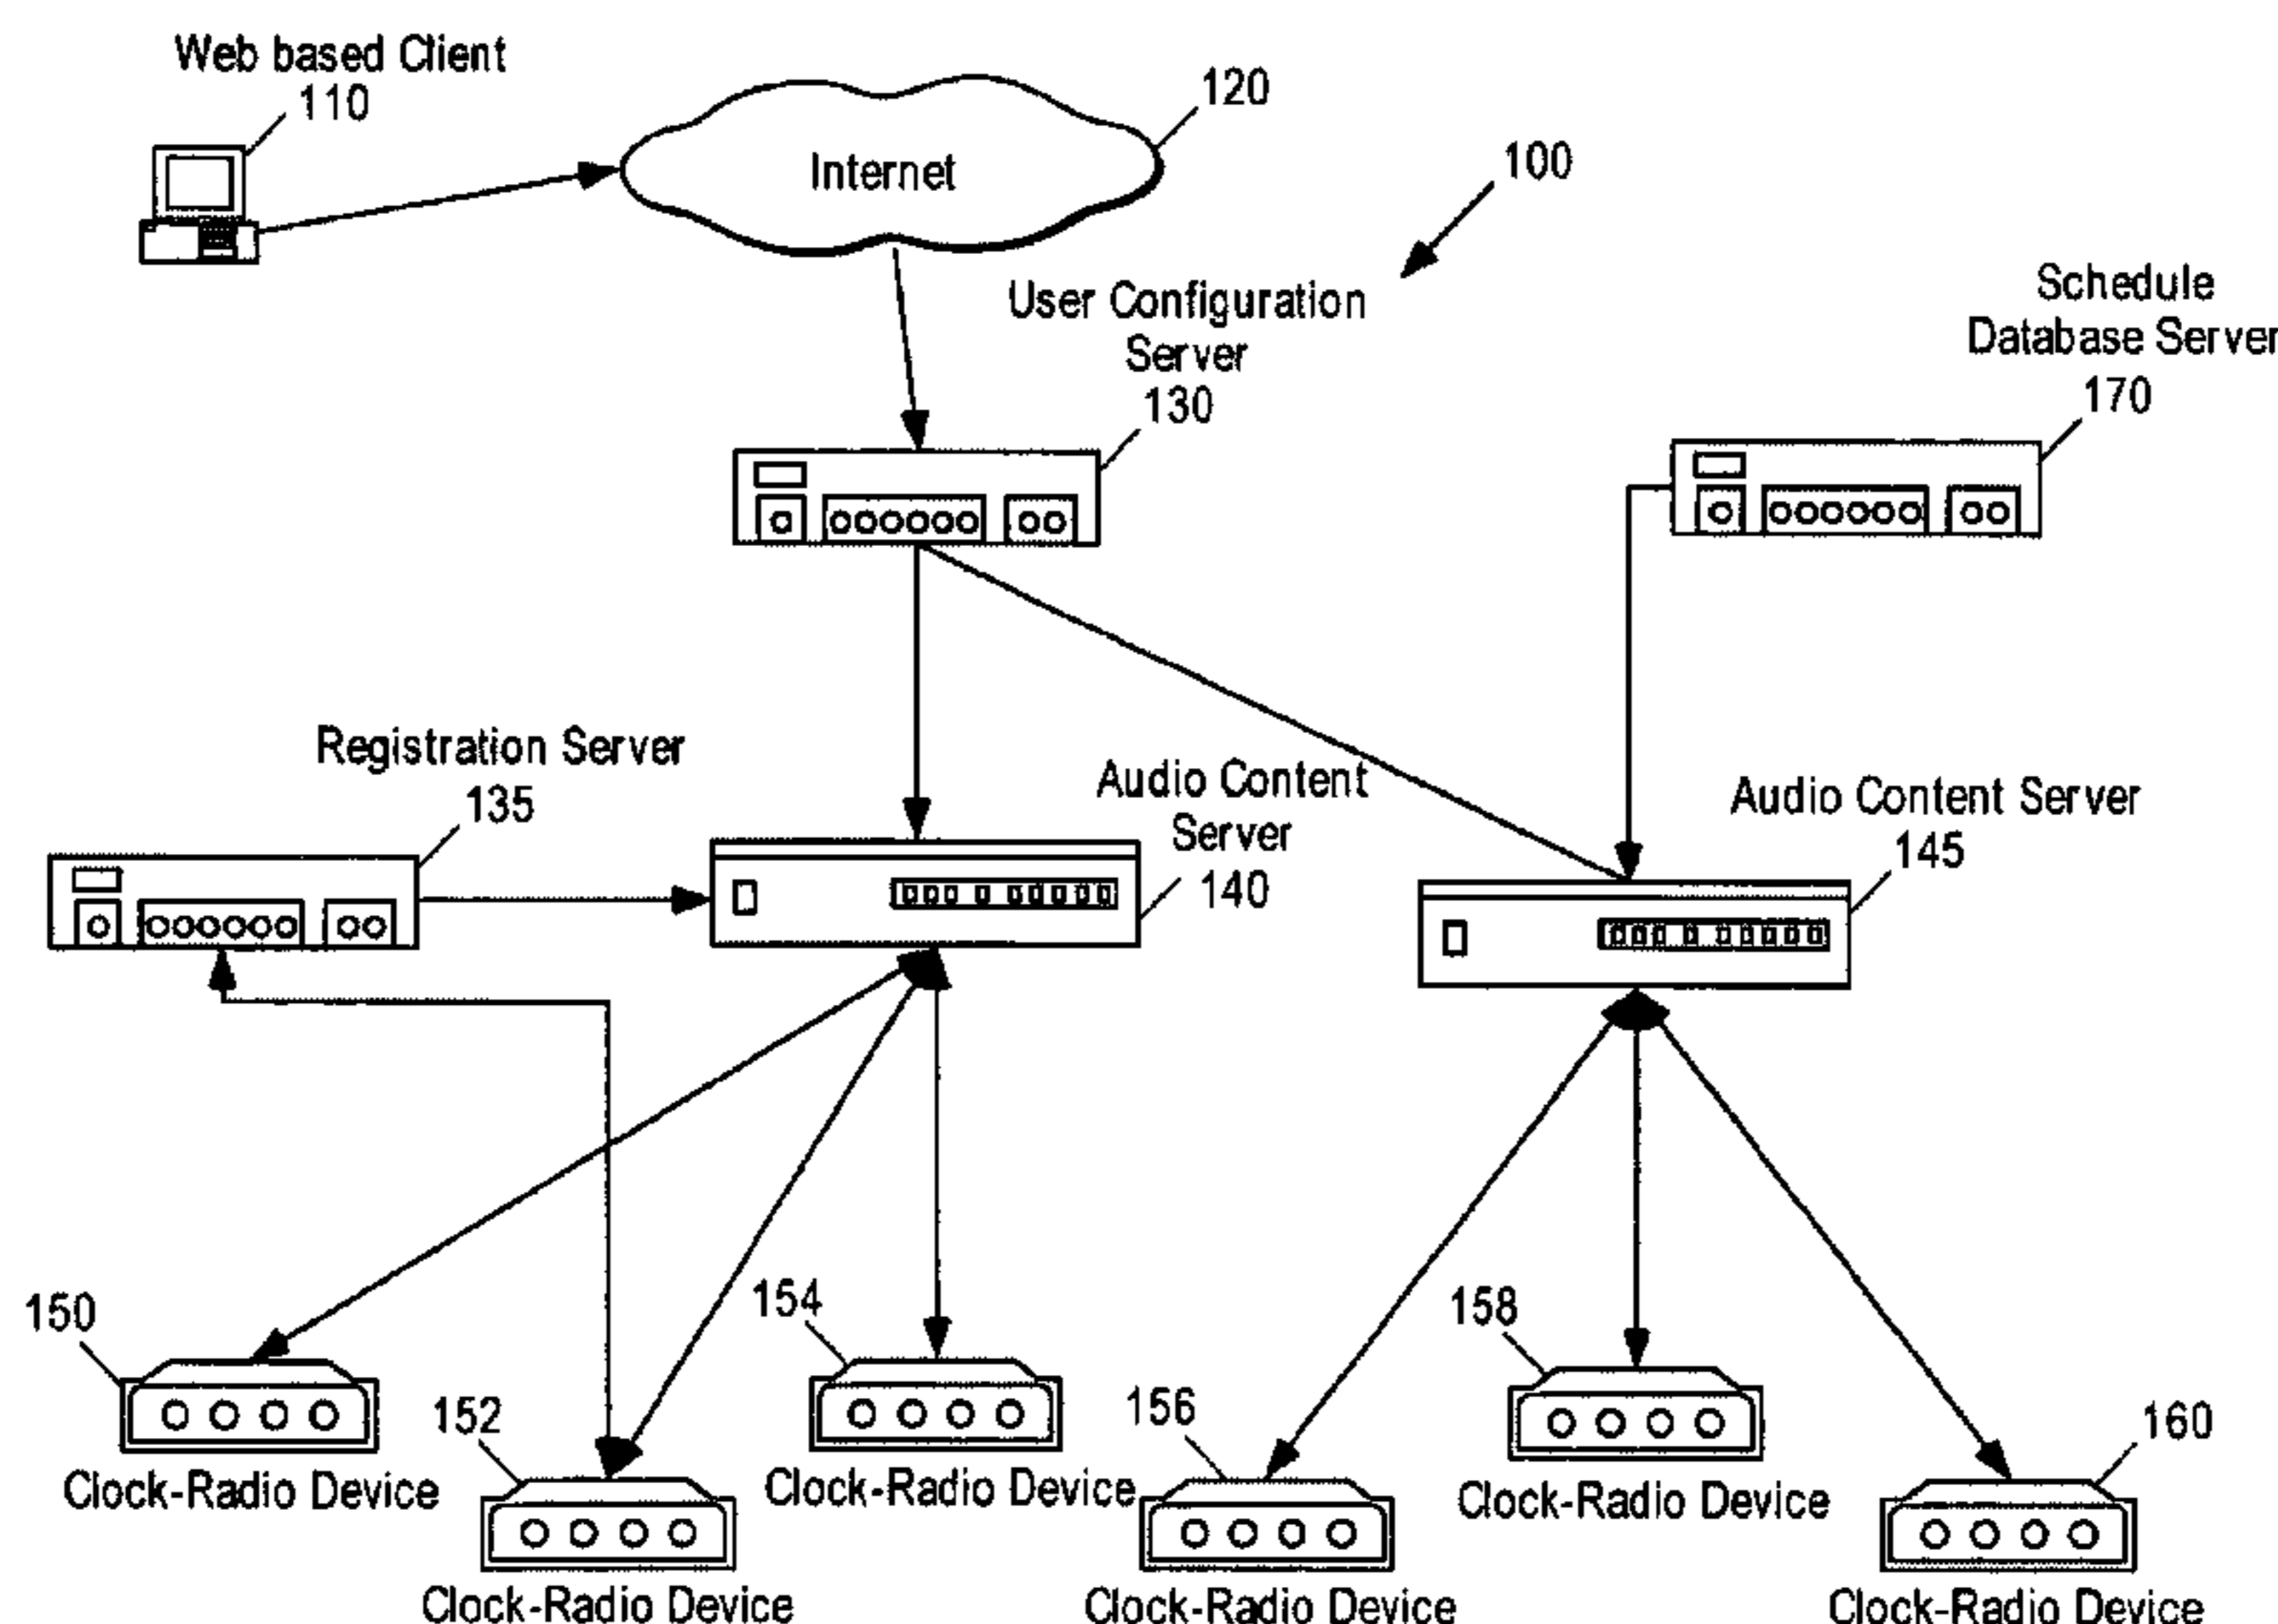 Web based Client
110
120
Internet
100
User Configuration
Server
130
Schedule
Database Server
170
Registration Server
135
Audio Content
Server
140
Audio Content Server
145
150
Clock-Radio Device
152
Clock-Radio Device
154
Clock-Radio Device
156
Clock-Radio Device
158
Clock-Radio Device
160
Clock-Radio Device